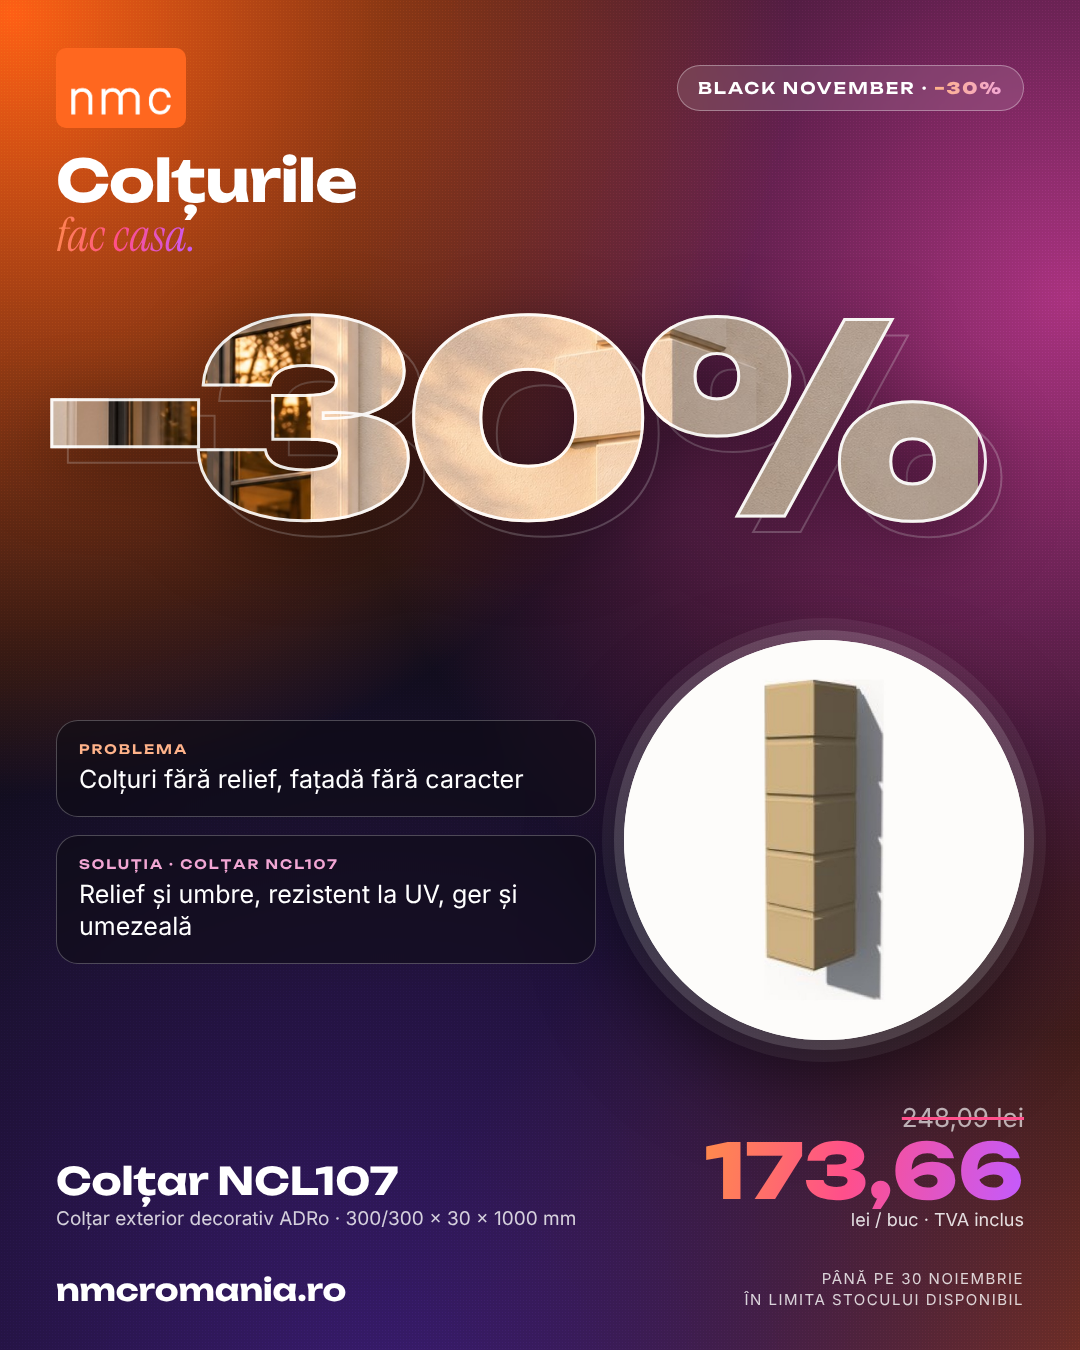 nmc
BLACK NOVEMBER · –30%
Colțurile
fac casa.
–30%
PROBLEMA
Colțuri fără relief, fațadă fără caracter
SOLUȚIA · COLȚAR NCL107
Relief și umbre, rezistent la UV, ger și
umezeală
248,09 lei
173,66
lei / buc · TVA inclus
Colțar NCL107
Colțar exterior decorativ ADRo · 300/300 × 30 × 1000 mm
nmcromania.ro
PÂNĂ PE 30 NOIEMBRIE
ÎN LIMITA STOCULUI DISPONIBIL